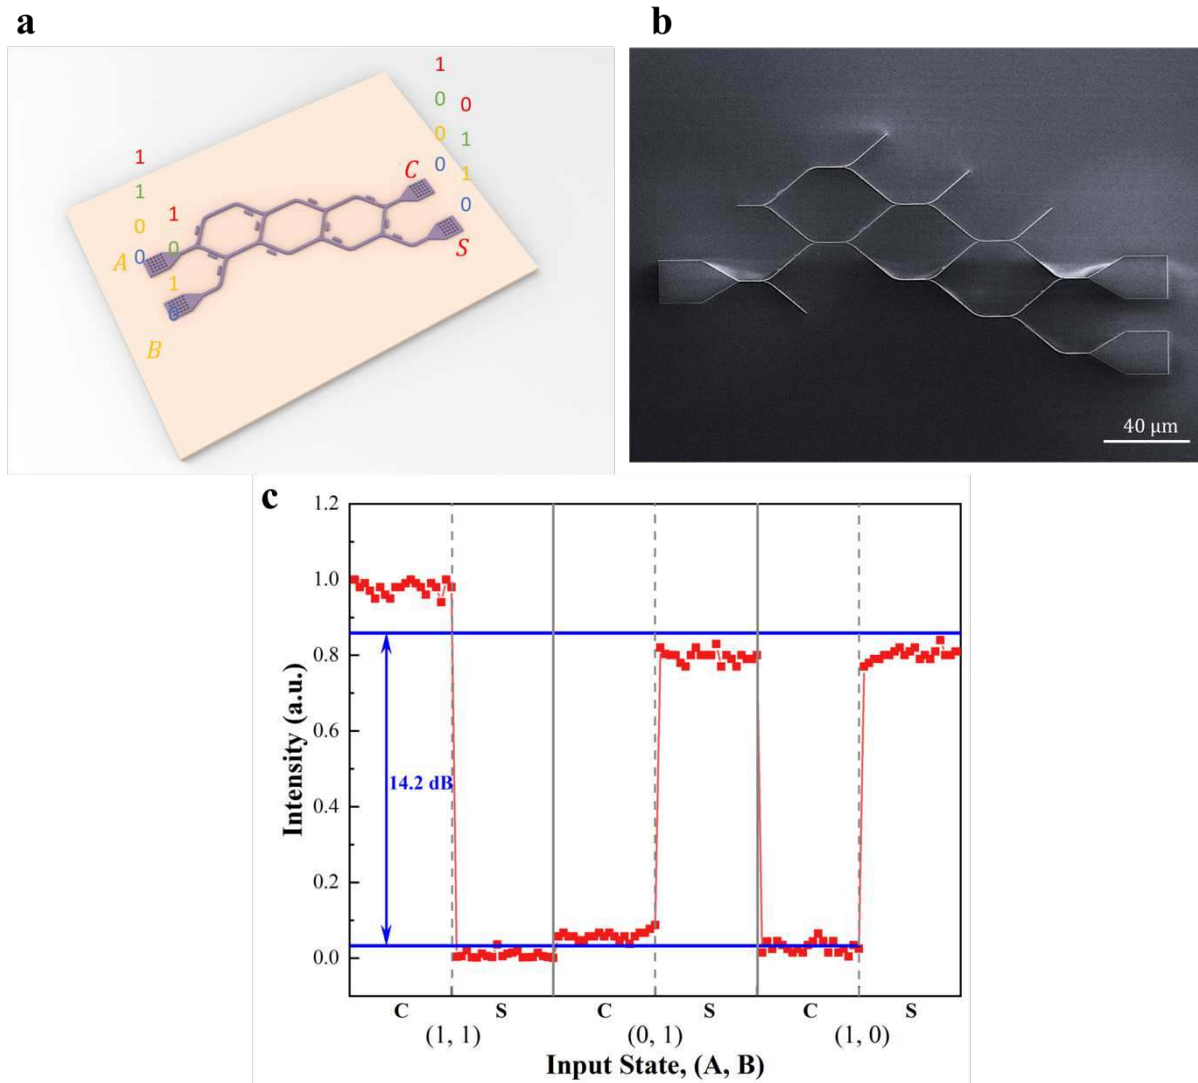 a
b
1
1 0
0 0 1
0 1
C
0
S
1
1 1
0 0
A 0 1
B
40 µm
c
1.2
1.0
0.8
0.6
0.4
0.2
0.0
Intensity (a.u.)
14.2 dB
C S C S C S
(1, 1) (0, 1) (1, 0)
Input State, (A, B)